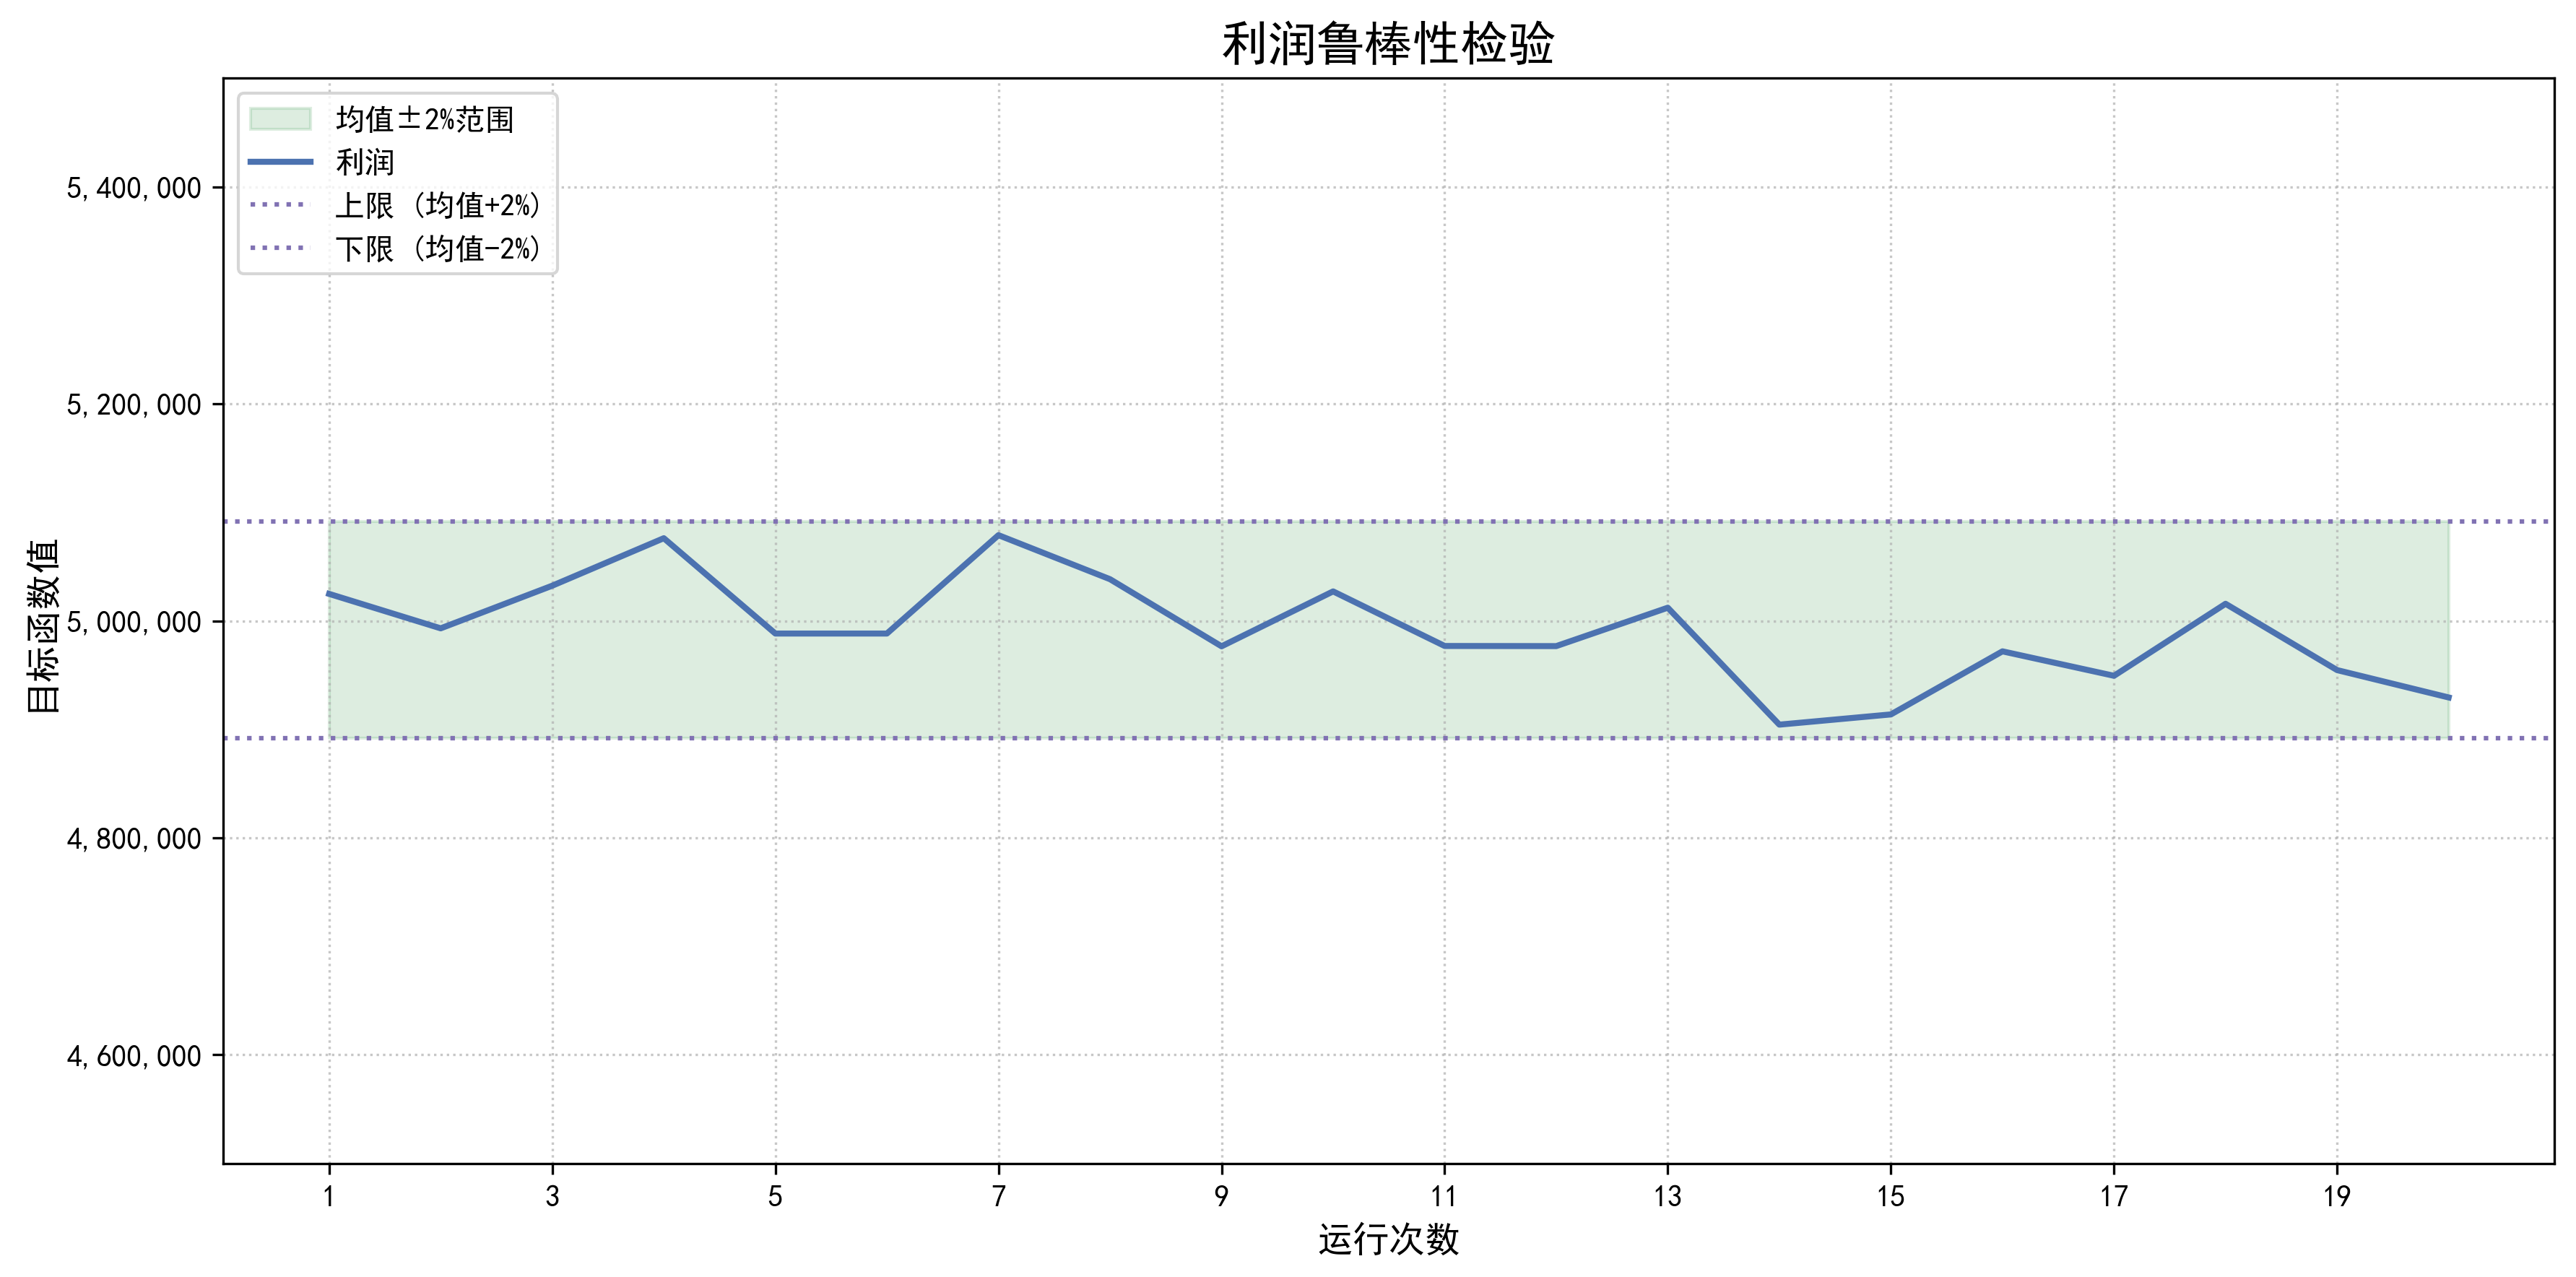 利润鲁棒性检验
均值±2%范围
利润
上限 (均值+2%)
下限 (均值−2%)
目标函数值
5,400,000
5,200,000
5,000,000
4,800,000
4,600,000
1 3 5 7 9 11 13 15 17 19
运行次数